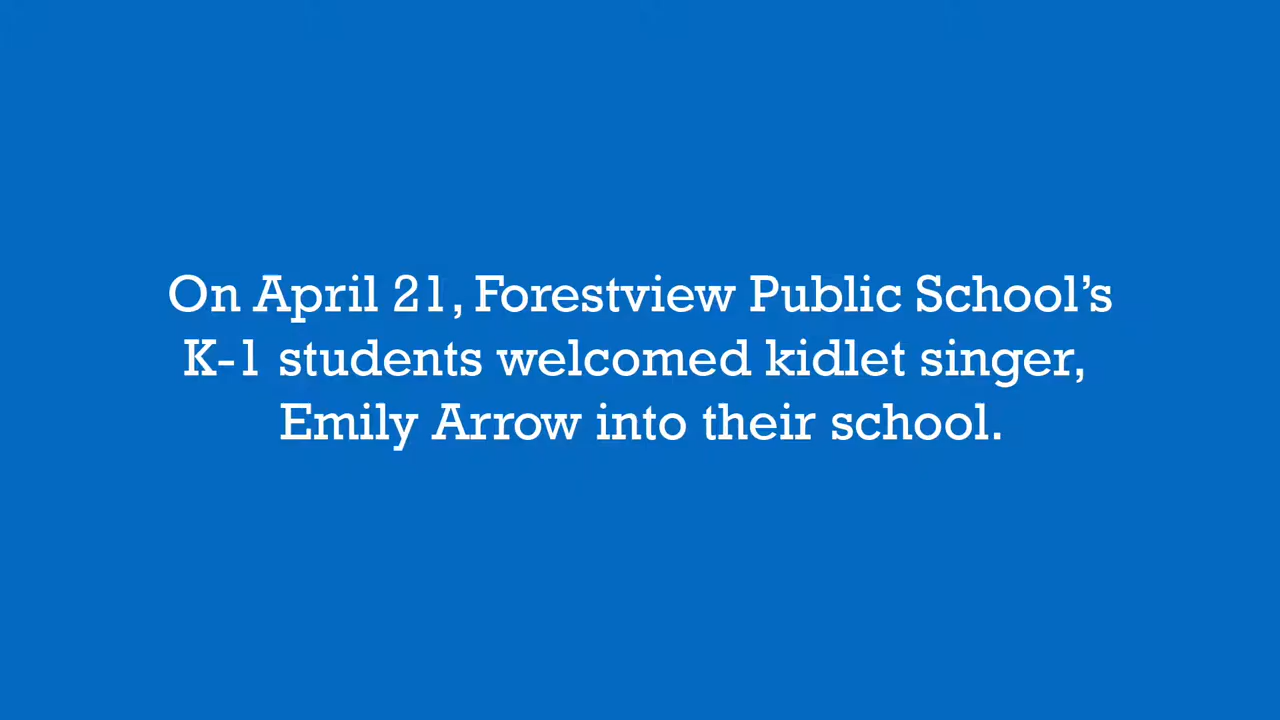 On April 21, Forestview Public School’s
K-1 students welcomed kidlet singer,
Emily Arrow into their school.